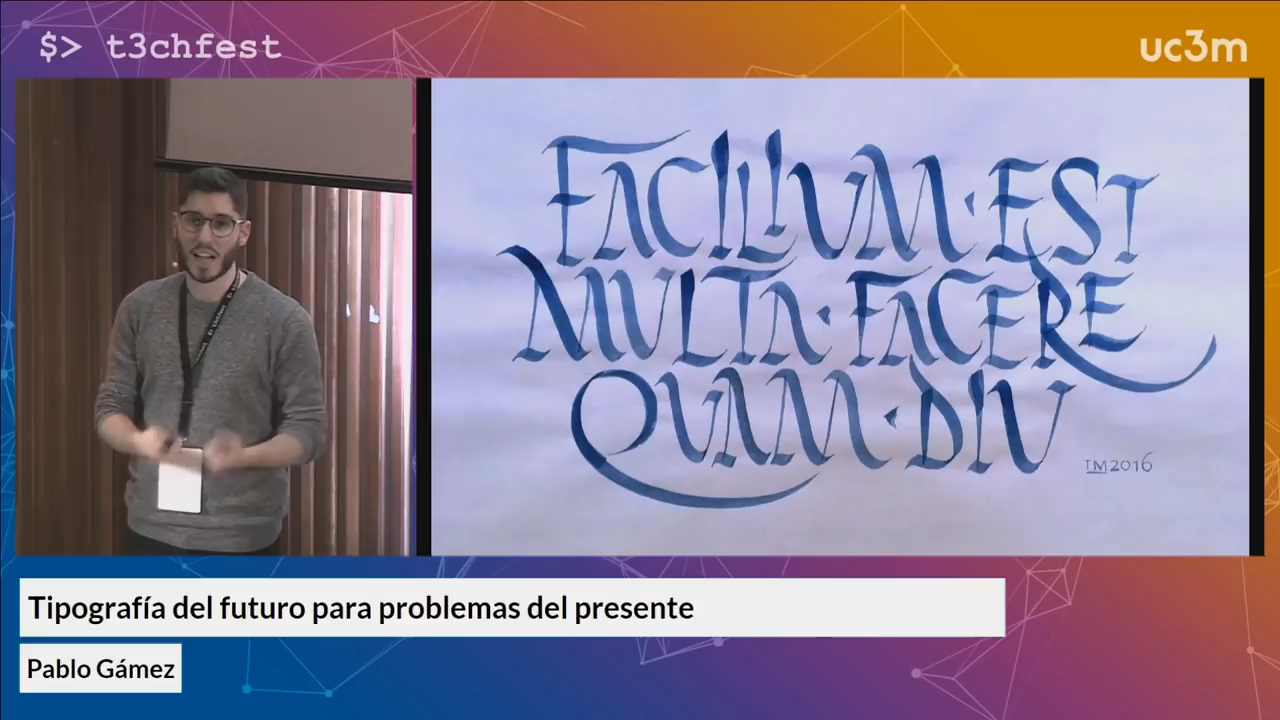 $> t3chfest
uc3m
FACILIUM·EST
MULTA·FACERE
QUAM·DIU
IM2016
Tipografía del futuro para problemas del presente
Pablo Gámez